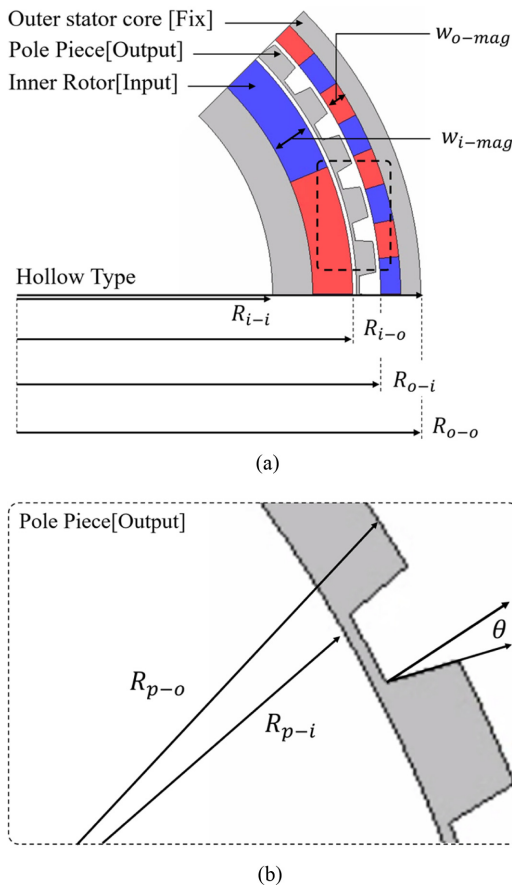 Outer stator core [Fix]
Pole Piece[Output]
Inner Rotor[Input]
w_{o-mag}
w_{i-mag}
Hollow Type
R_{i-i}
R_{i-o}
R_{o-i}
R_{o-o}
(a)
Pole Piece[Output]
θ
R_{p-o}
R_{p-i}
(b)